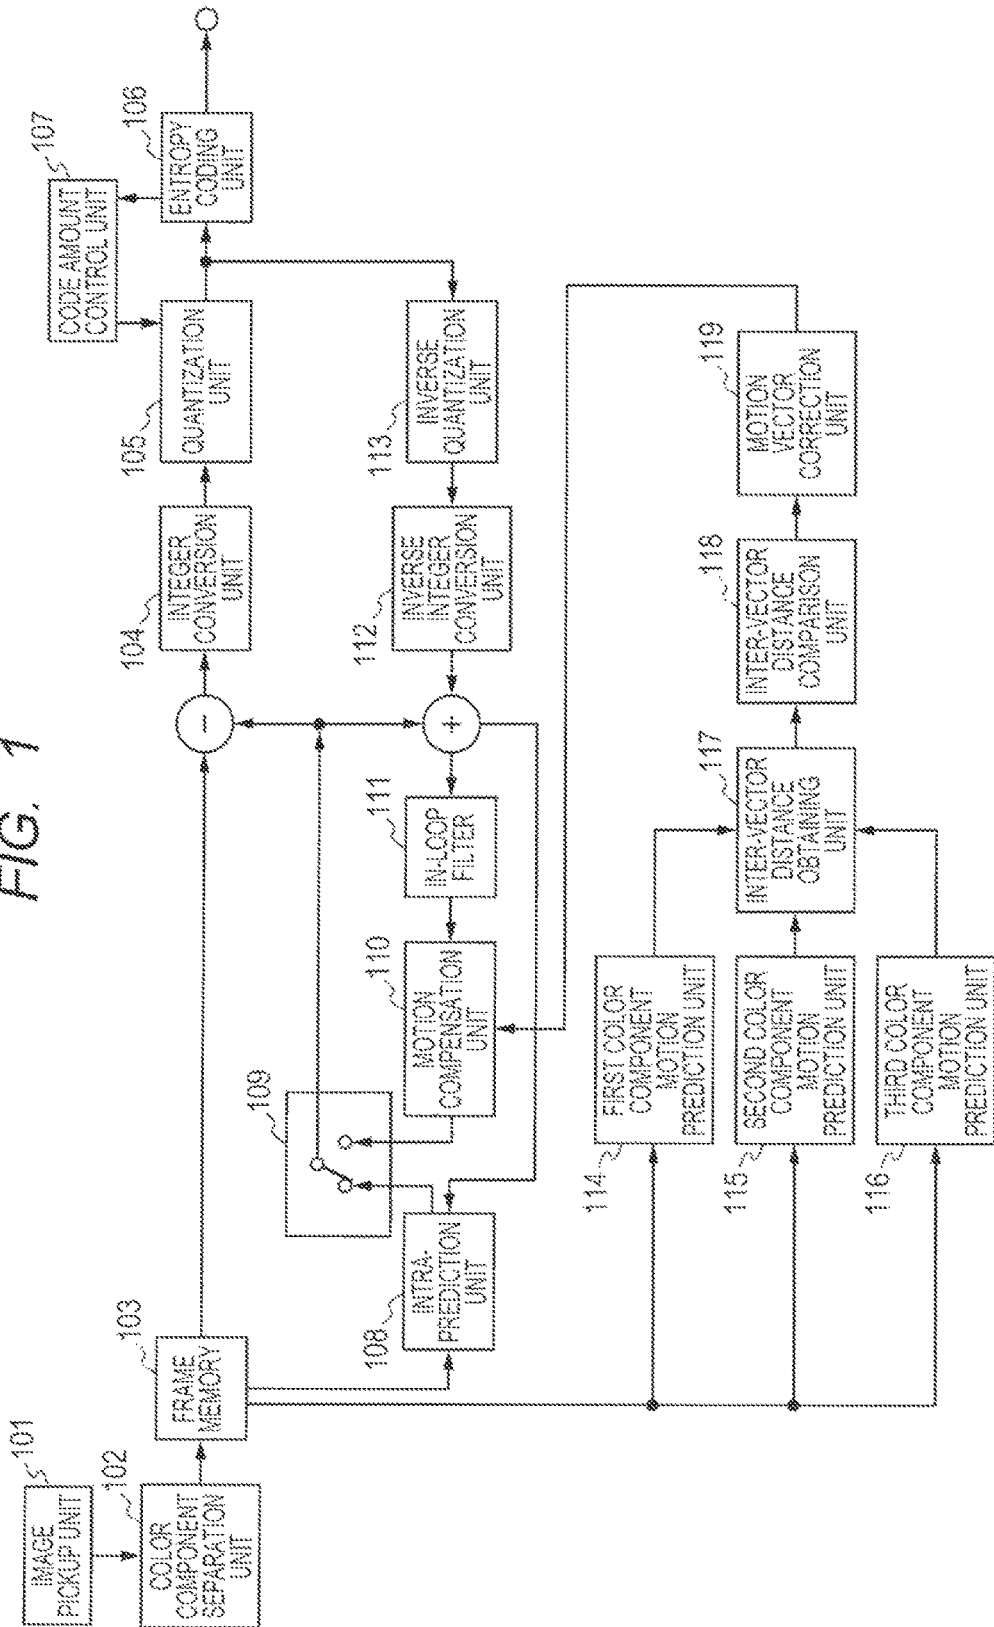 FIG. 1
101
IMAGE
PICKUP UNIT
102
COLOR
COMPONENT
SEPARATION
UNIT
103
FRAME
MEMORY
104
INTEGER
CONVERSION
UNIT
105
QUANTIZATION
UNIT
106
ENTROPY
CODING
UNIT
107
CODE AMOUNT
CONTROL UNIT
108
INTRA-
PREDICTION
UNIT
109
110
MOTION
COMPENSATION
UNIT
111
IN-LOOP
FILTER
112
INVERSE
INTEGER
CONVERSION
UNIT
113
INVERSE
QUANTIZATION
UNIT
-
+
114
FIRST COLOR
COMPONENT
MOTION
PREDICTION UNIT
115
SECOND COLOR
COMPONENT
MOTION
PREDICTION UNIT
116
THIRD COLOR
COMPONENT
MOTION
PREDICTION UNIT
117
INTER-VECTOR
DISTANCE
OBTAINING
UNIT
118
INTER-VECTOR
DISTANCE
COMPARISON
UNIT
119
MOTION
VECTOR
CORRECTION
UNIT